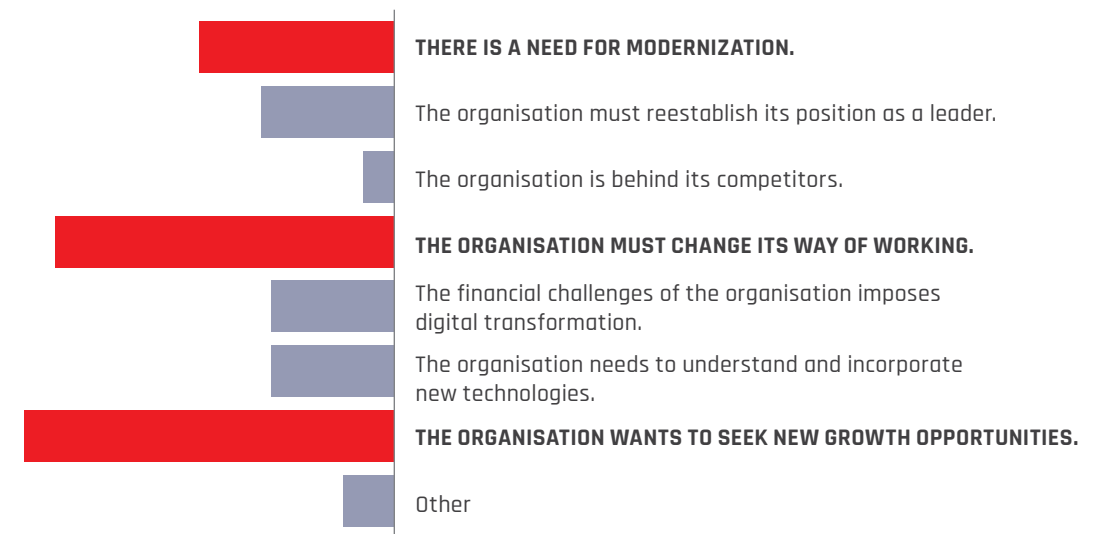 THERE IS A NEED FOR MODERNIZATION.
The organisation must reestablish its position as a leader.
The organisation is behind its competitors.
THE ORGANISATION MUST CHANGE ITS WAY OF WORKING.
The financial challenges of the organisation imposes
digital transformation.
The organisation needs to understand and incorporate
new technologies.
THE ORGANISATION WANTS TO SEEK NEW GROWTH OPPORTUNITIES.
Other